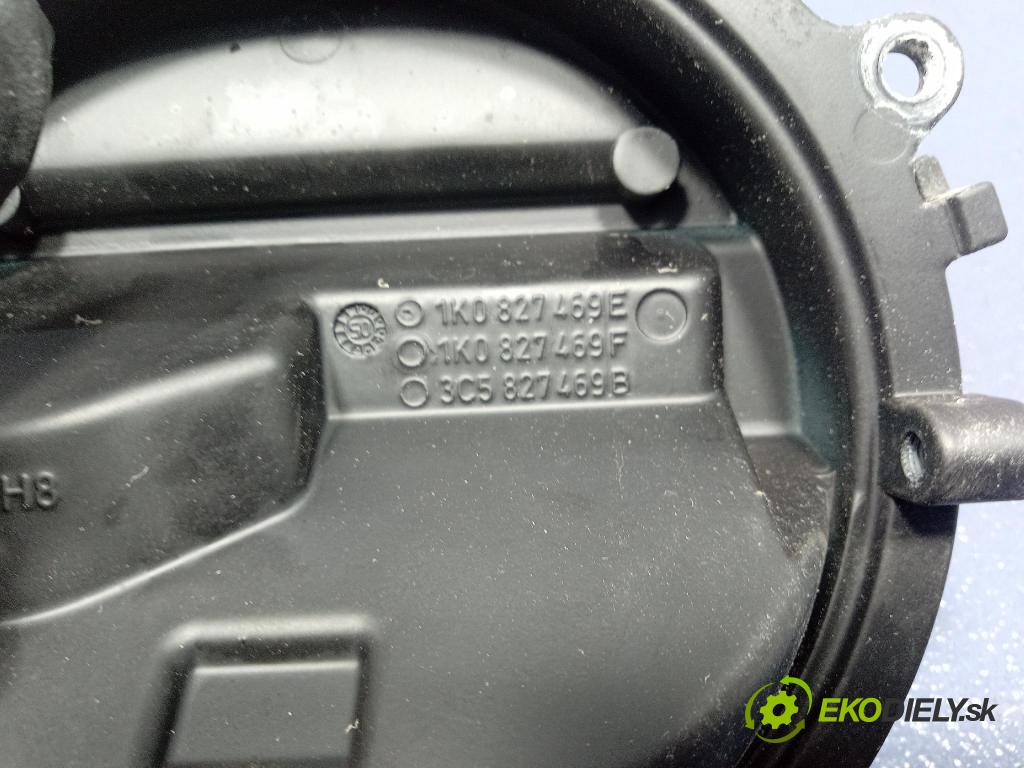 1K0 827 469 E
1K0 827 469 F
3C5 827 469 B
H8
EKODIELY.sk